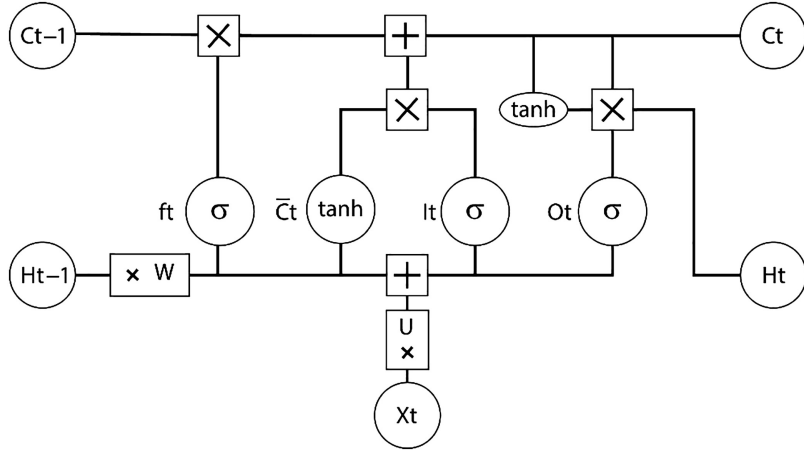 Ct−1
×
+
Ct
tanh
×
×
ft
σ
C̅t
tanh
It
σ
Ot
σ
Ht−1
× W
+
Ht
U
×
Xt